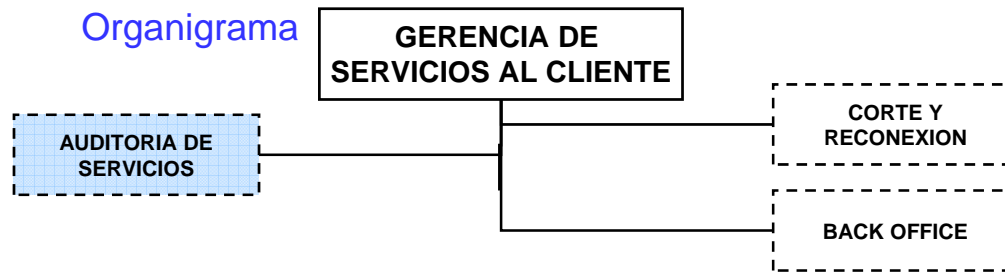 Organigrama
GERENCIA DE
SERVICIOS AL CLIENTE
AUDITORIA DE
SERVICIOS
CORTE Y
RECONEXION
BACK OFFICE